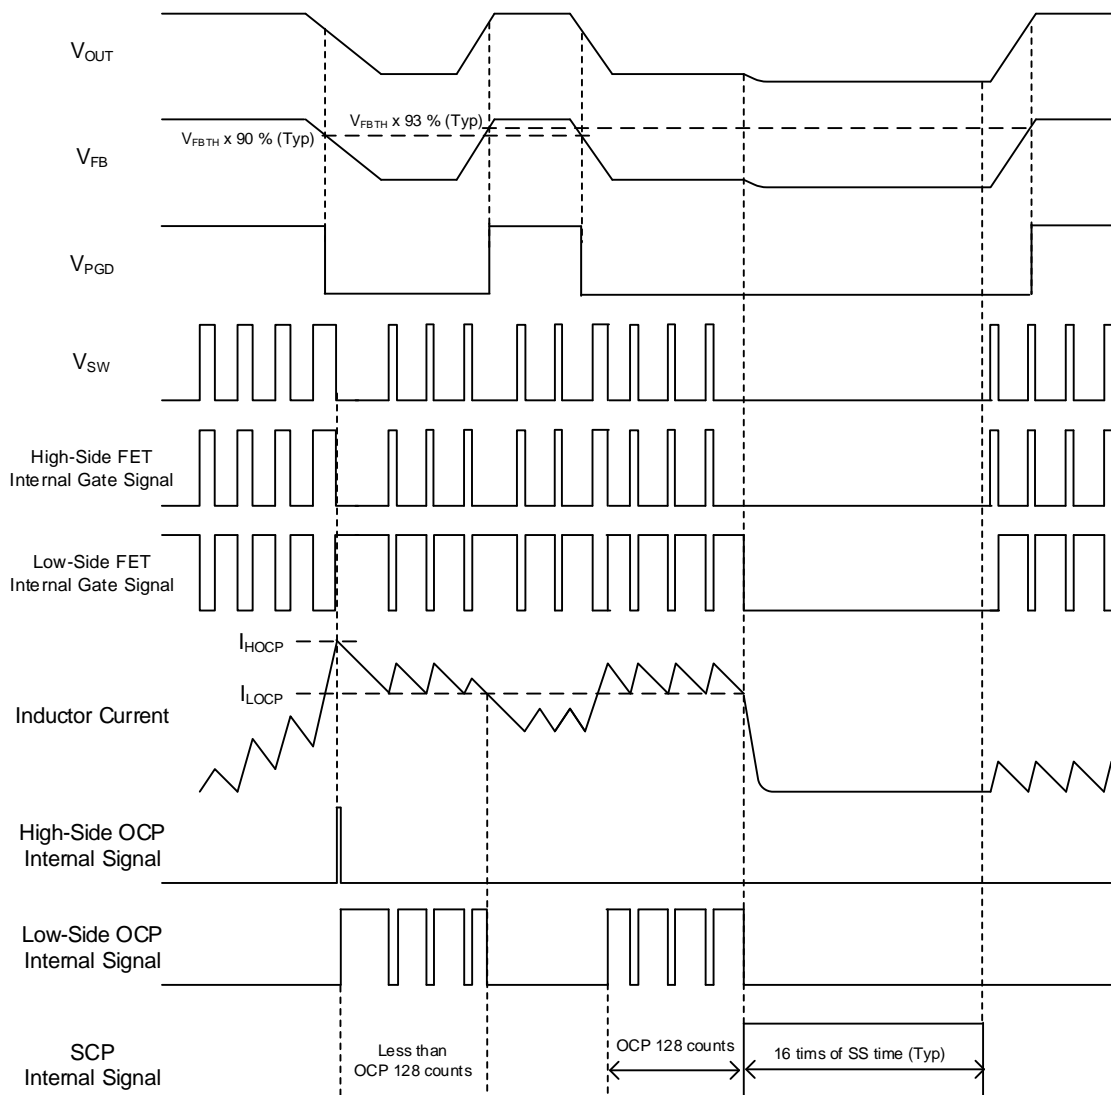 VOUT
VFBTH x 93 % (Typ)
VFBTH x 90 % (Typ)
VFB
VPGD
VSW
High-Side FET
Internal Gate Signal
Low-Side FET
Internal Gate Signal
IHOCP
ILOCP
Inductor Current
High-Side OCP
Internal Signal
Low-Side OCP
Internal Signal
SCP
Internal Signal
Less than
OCP 128 counts
OCP 128 counts
16 tims of SS time (Typ)